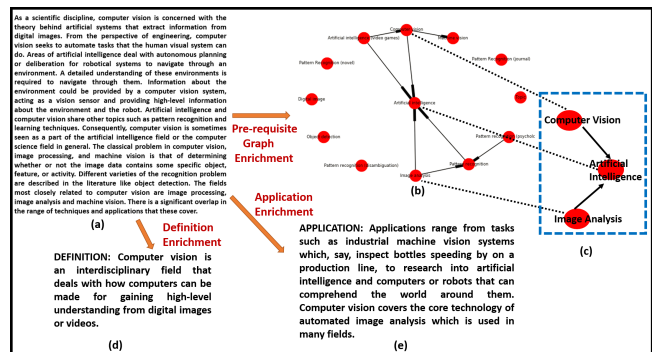 As a scientific discipline, computer vision is concerned with the
theory behind artificial systems that extract information from
digital images. From the perspective of engineering, computer
vision seeks to automate tasks that the human visual system can
do. Areas of artificial intelligence deal with autonomous planning
or deliberation for robotical systems to navigate through an
environment. A detailed understanding of these environments is
required to navigate through them. Information about the
environment could be provided by a computer vision system,
acting as a vision sensor and providing high-level information
about the environment and the robot. Artificial intelligence and
computer vision share other topics such as pattern recognition and
learning techniques. Consequently, computer vision is sometimes
seen as a part of the artificial intelligence field or the computer
science field in general. The classical problem in computer vision,
image processing, and machine vision is that of determining
whether or not the image data contains some specific object,
feature, or activity. Different varieties of the recognition problem
are described in the literature like object detection. The fields
most closely related to computer vision are image processing,
image analysis and machine vision. There is a significant overlap in
the range of techniques and applications that these cover.
(a)
Pre-requisite
Graph
Enrichment
Application
Enrichment
Definition
Enrichment
Computer vision
Artificial intelligence (video games)
Pattern Recognition (journal)
Pattern Recognition (novel)
Digital image
Artificial intelligence
Object detection
Pattern recognition (psychology)
Pattern recognition (disambiguation)
Pattern recognition
Image analysis
(b)
Computer Vision
Artificial
Intelligence
Image Analysis
(c)
DEFINITION: Computer vision is
an interdisciplinary field that
deals with how computers can be
made for gaining high-level
understanding from digital images
or videos.
(d)
APPLICATION: Applications range from tasks
such as industrial machine vision systems
which, say, inspect bottles speeding by on a
production line, to research into artificial
intelligence and computers or robots that can
comprehend the world around them.
Computer vision covers the core technology of
automated image analysis which is used in
many fields.
(e)